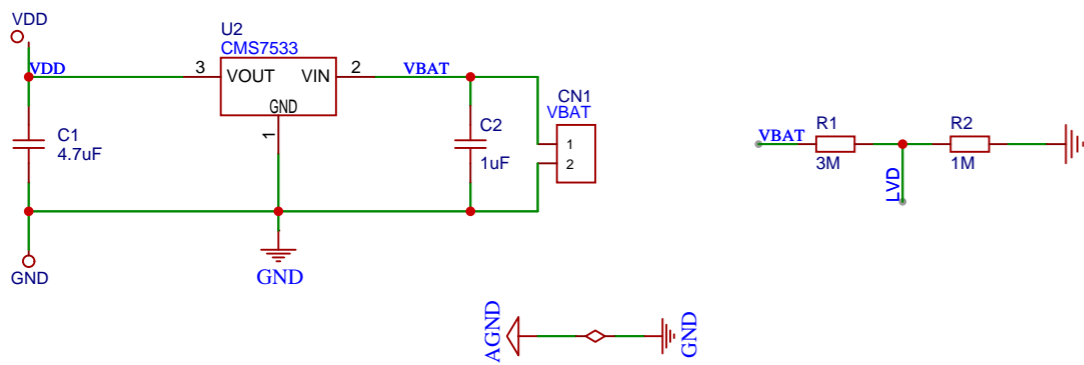 VDD
VDD
U2
CMS7533
3
VOUT
VIN
2
GND
1
VBAT
C1
4.7uF
C2
1uF
CN1
VBAT
1
2
GND
GND
VBAT
R1
3M
LVD
R2
1M
AGND
GND